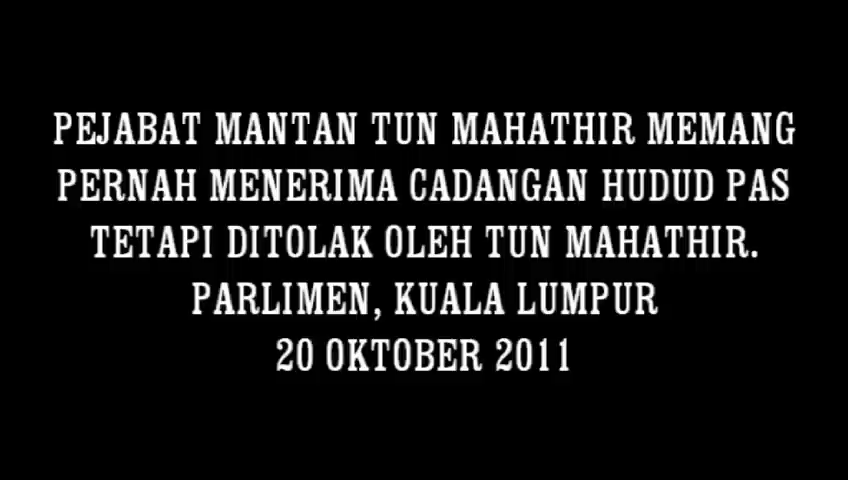 PEJABAT MANTAN TUN MAHATHIR MEMANG
PERNAH MENERIMA CADANGAN HUDUD PAS
TETAPI DITOLAK OLEH TUN MAHATHIR.
PARLIMEN, KUALA LUMPUR
20 OKTOBER 2011